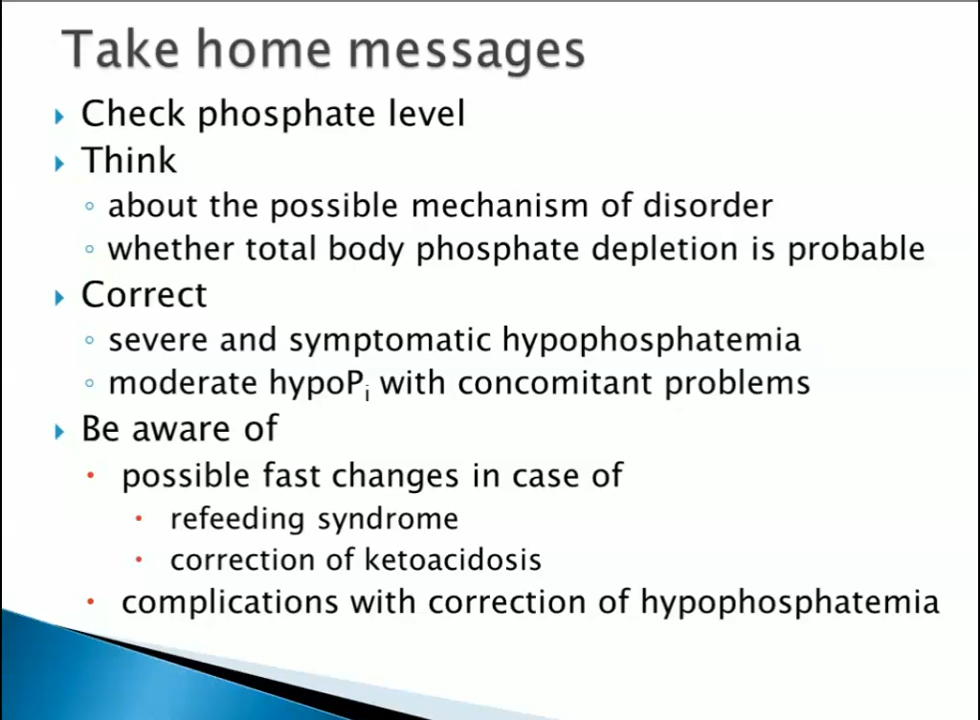 Take home messages
Check phosphate level
Think
about the possible mechanism of disorder
whether total body phosphate depletion is probable
Correct
severe and symptomatic hypophosphatemia
moderate hypoPi with concomitant problems
Be aware of
possible fast changes in case of
refeeding syndrome
correction of ketoacidosis
complications with correction of hypophosphatemia